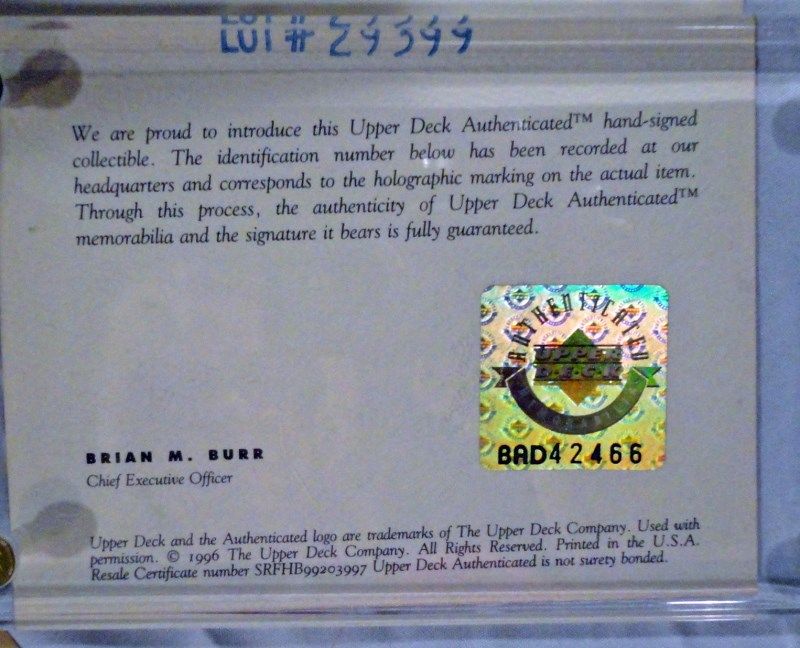 LOT # 29399
We are proud to introduce this Upper Deck Authenticated™ hand-signed
collectible. The identification number below has been recorded at our
headquarters and corresponds to the holographic marking on the actual item.
Through this process, the authenticity of Upper Deck Authenticated™
memorabilia and the signature it bears is fully guaranteed.
AUTHENTICATED
UPPER
DECK
BAD42466
BRIAN M. BURR
Chief Executive Officer
Upper Deck and the Authenticated logo are trademarks of The Upper Deck Company. Used with
permission. © 1996 The Upper Deck Company. All Rights Reserved. Printed in the U.S.A.
Resale Certificate number SRFHB99203997 Upper Deck Authenticated is not surety bonded.